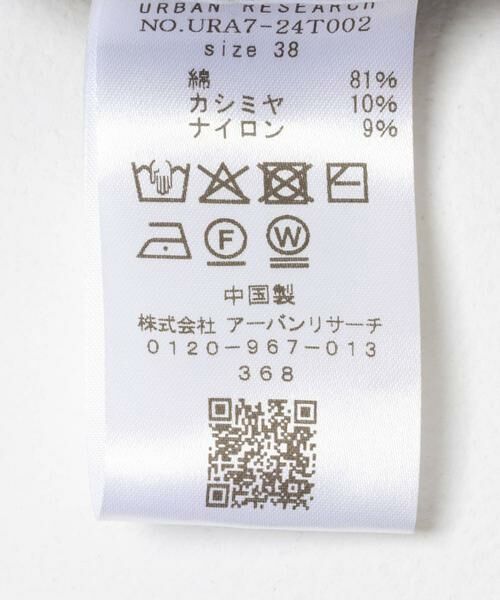 URBAN RESEARCH
NO.URA7-24T002
size 38
綿 81%
カシミヤ 10%
ナイロン 9%
F W
中国製
株式会社 アーバンリサーチ
0120-967-013
368